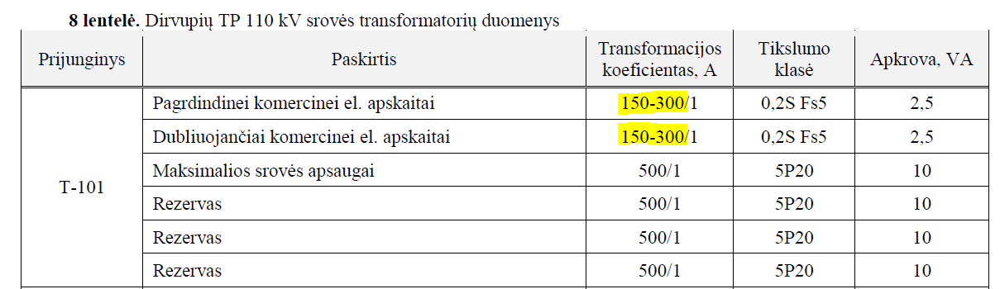 8 lentelė. Dirvupių TP 110 kV srovės transformatorių duomenys
Prijunginys Paskirtis Transformacijos koeficientas, A Tikslumo klasė Apkrova, VA
T-101
Pagrdindinei komercinei el. apskaitai 150-300/1 0,2S Fs5 2,5
Dubliuojančiai komercinei el. apskaitai 150-300/1 0,2S Fs5 2,5
Maksimalios srovės apsaugai 500/1 5P20 10
Rezervas 500/1 5P20 10
Rezervas 500/1 5P20 10
Rezervas 500/1 5P20 10